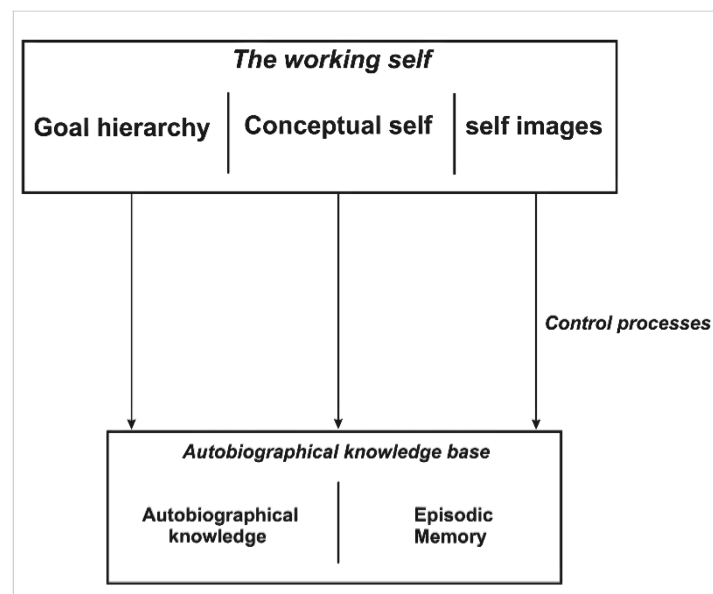 The working self
Goal hierarchy
Conceptual self
self images
Control processes
Autobiographical knowledge base
Autobiographical
knowledge
Episodic
Memory